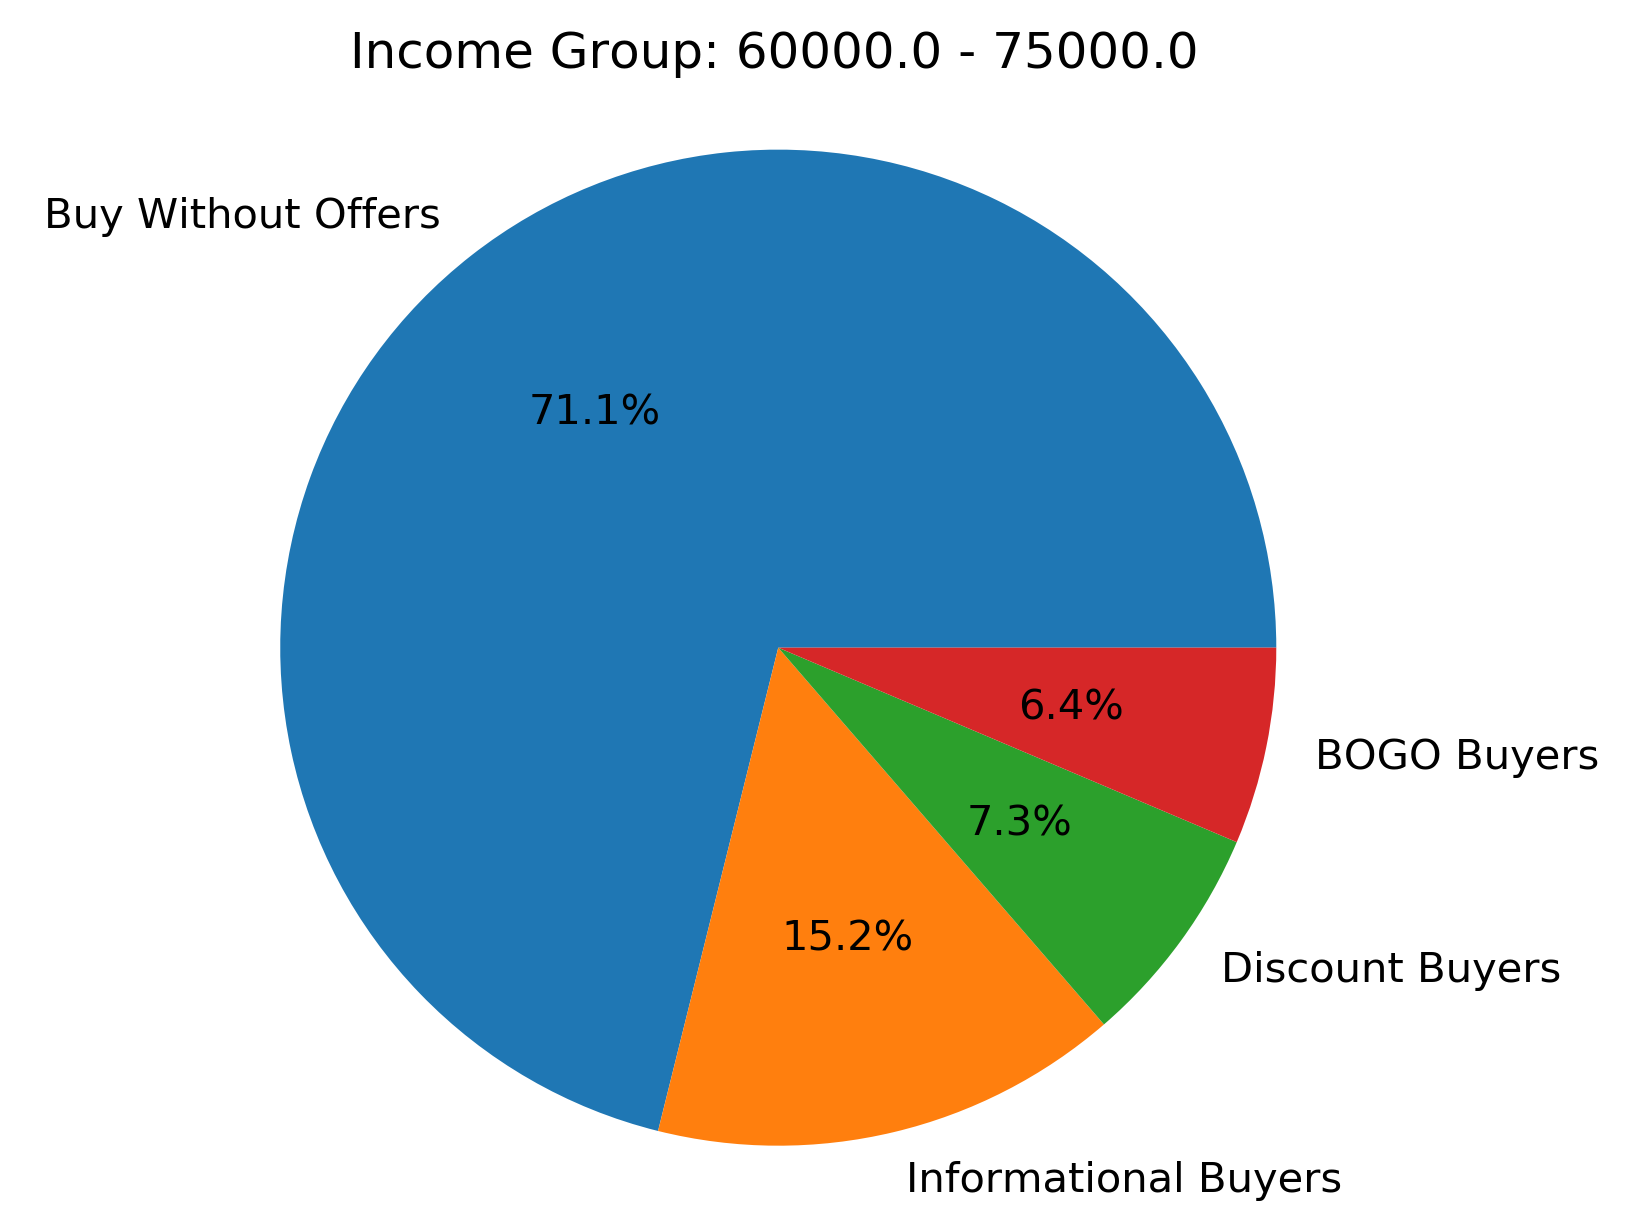 Income Group: 60000.0 - 75000.0
Buy Without Offers
71.1%
6.4%
BOGO Buyers
7.3%
15.2%
Discount Buyers
Informational Buyers